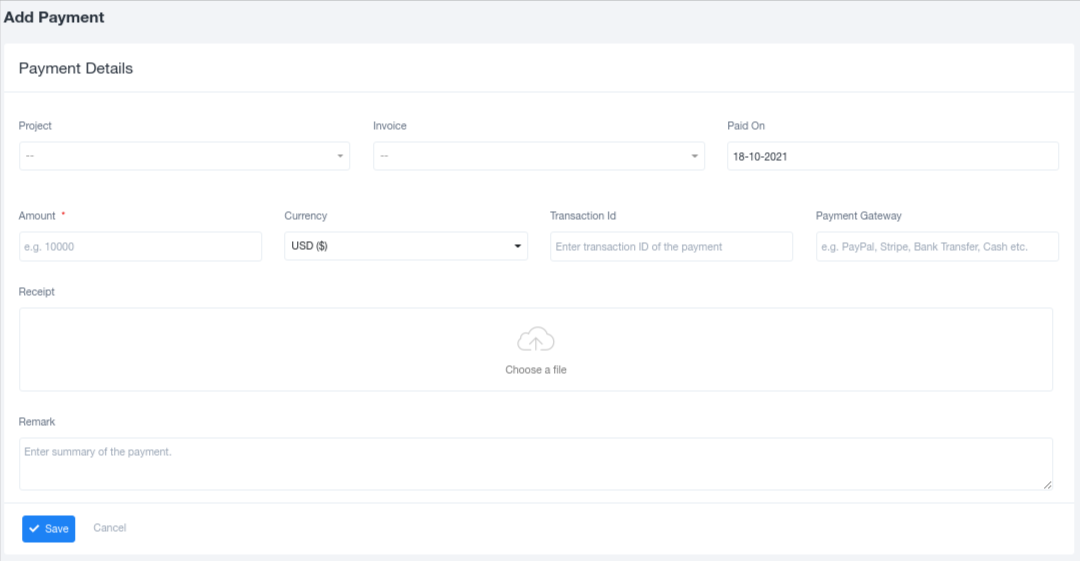 Add Payment
Payment Details
Project Invoice Paid On
-- -- 18-10-2021
Amount * Currency Transaction Id Payment Gateway
e.g. 10000 USD ($) Enter transaction ID of the payment e.g. PayPal, Stripe, Bank Transfer, Cash etc.
Receipt
Choose a file
Remark
Enter summary of the payment.
Save Cancel